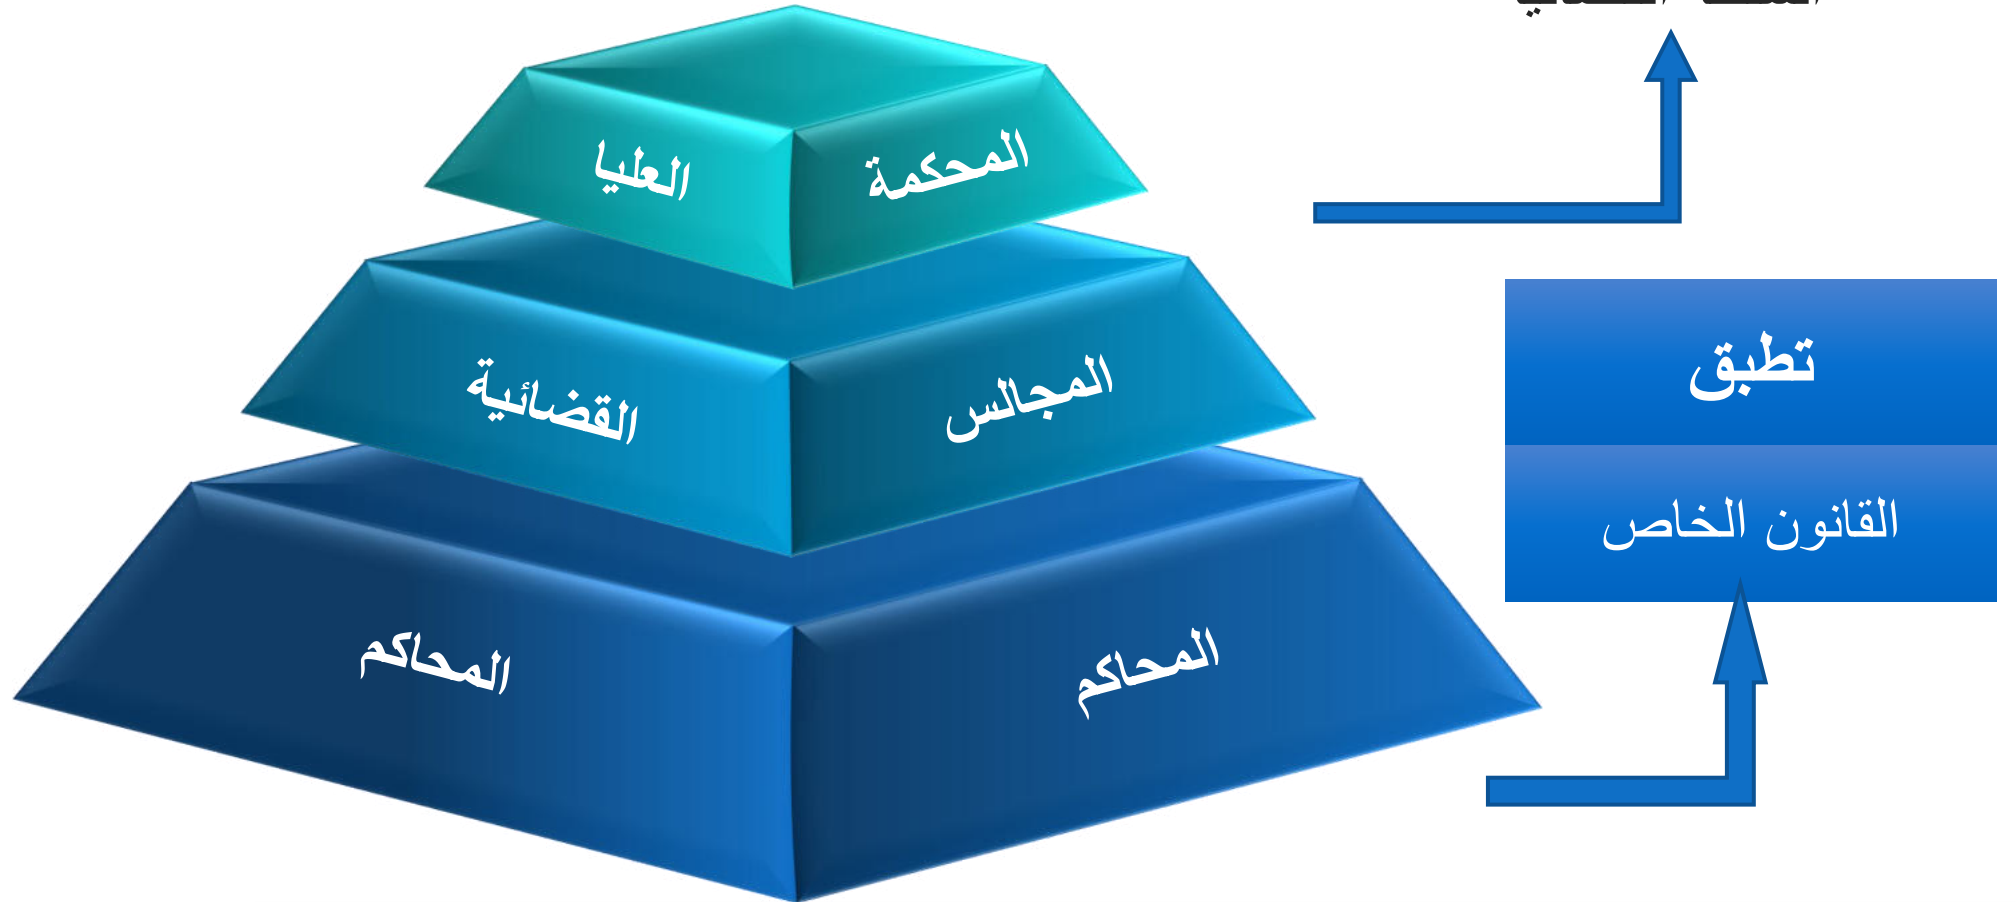 المحكمة العليا
المجالس القضائية
المحاكم المحاكم
تطبق
القانون الخاص